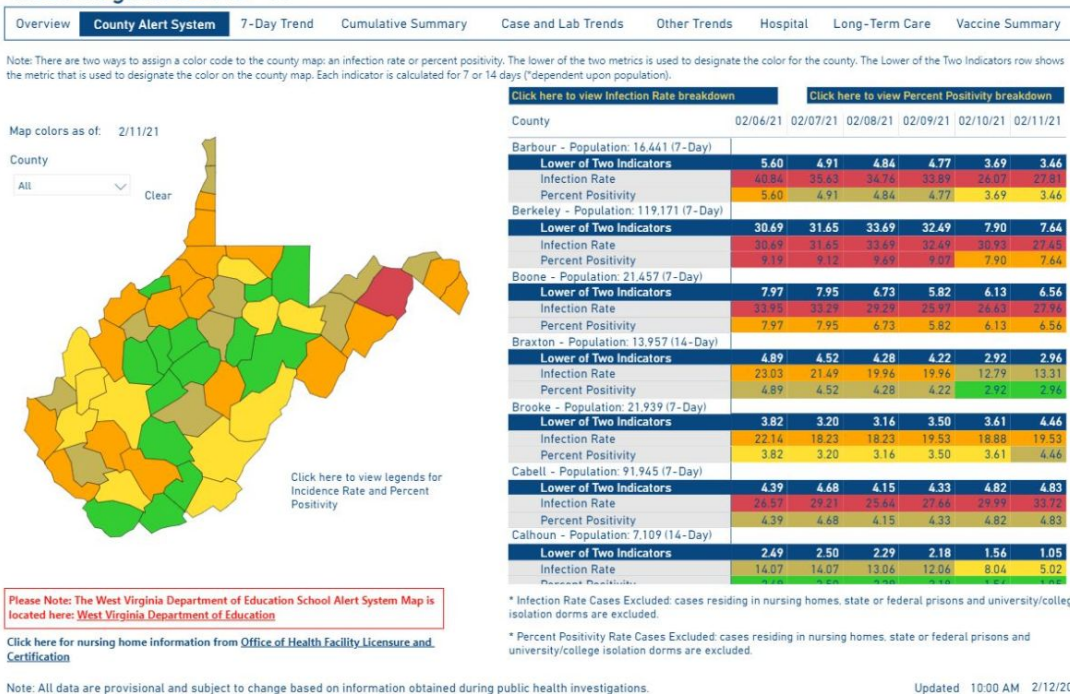 Overview County Alert System 7-Day Trend Cumulative Summary Case and Lab Trends Other Trends Hospital Long-Term Care Vaccine Summary
Note: There are two ways to assign a color code to the county map: an infection rate or percent positivity. The lower of the two metrics is used to designate the color for the county. The Lower of the Two Indicators row shows
the metric that is used to designate the color on the county map. Each indicator is calculated for 7 or 14 days (*dependent upon population).
Map colors as of: 2/11/21
County
All
Clear
Click here to view legends for
Incidence Rate and Percent
Positivity
Click here to view Infection Rate breakdown Click here to view Percent Positivity breakdown
County 02/06/21 02/07/21 02/08/21 02/09/21 02/10/21 02/11/21
Barbour - Population: 16,441 (7-Day)
Lower of Two Indicators 5.60 4.91 4.84 4.77 3.69 3.46
Infection Rate 40.84 35.63 34.76 33.89 26.07 27.81
Percent Positivity 5.60 4.91 4.84 4.77 3.69 3.46
Berkeley - Population: 119,171 (7-Day)
Lower of Two Indicators 30.69 31.65 33.69 32.49 7.90 7.64
Infection Rate 30.69 31.65 33.69 32.49 30.93 27.45
Percent Positivity 9.19 9.12 9.69 9.07 7.90 7.64
Boone - Population: 21,457 (7-Day)
Lower of Two Indicators 7.97 7.95 6.73 5.82 6.13 6.56
Infection Rate 33.95 33.29 29.29 25.97 26.63 27.96
Percent Positivity 7.97 7.95 6.73 5.82 6.13 6.56
Braxton - Population: 13,957 (14-Day)
Lower of Two Indicators 4.89 4.52 4.28 4.22 2.92 2.96
Infection Rate 23.03 21.49 19.96 19.96 12.79 13.31
Percent Positivity 4.89 4.52 4.28 4.22 2.92 2.96
Brooke - Population: 21,939 (7-Day)
Lower of Two Indicators 3.82 3.20 3.16 3.50 3.61 4.46
Infection Rate 22.14 18.23 18.23 19.53 18.88 19.53
Percent Positivity 3.82 3.20 3.16 3.50 3.61 4.46
Cabell - Population: 91,945 (7-Day)
Lower of Two Indicators 4.39 4.68 4.15 4.33 4.82 4.83
Infection Rate 26.57 29.21 25.64 27.66 29.99 33.72
Percent Positivity 4.39 4.68 4.15 4.33 4.82 4.83
Calhoun - Population: 7,109 (14-Day)
Lower of Two Indicators 2.49 2.50 2.29 2.18 1.56 1.05
Infection Rate 14.07 14.07 13.06 12.06 8.04 5.02
Please Note: The West Virginia Department of Education School Alert System Map is
located here: West Virginia Department of Education
Click here for nursing home information from Office of Health Facility Licensure and
Certification
* Infection Rate Cases Excluded: cases residing in nursing homes, state or federal prisons and university/colleg
isolation dorms are excluded.
* Percent Positivity Rate Cases Excluded: cases residing in nursing homes, state or federal prisons and
university/college isolation dorms are excluded.
Note: All data are provisional and subject to change based on information obtained during public health investigations. Updated 10:00 AM 2/12/20